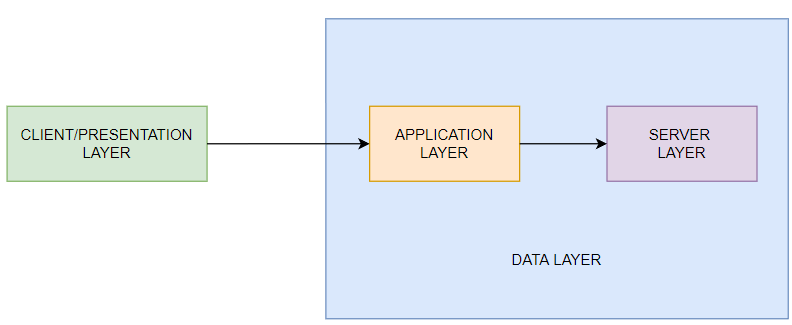 CLIENT/PRESENTATION
LAYER
APPLICATION
LAYER
SERVER
LAYER
DATA LAYER